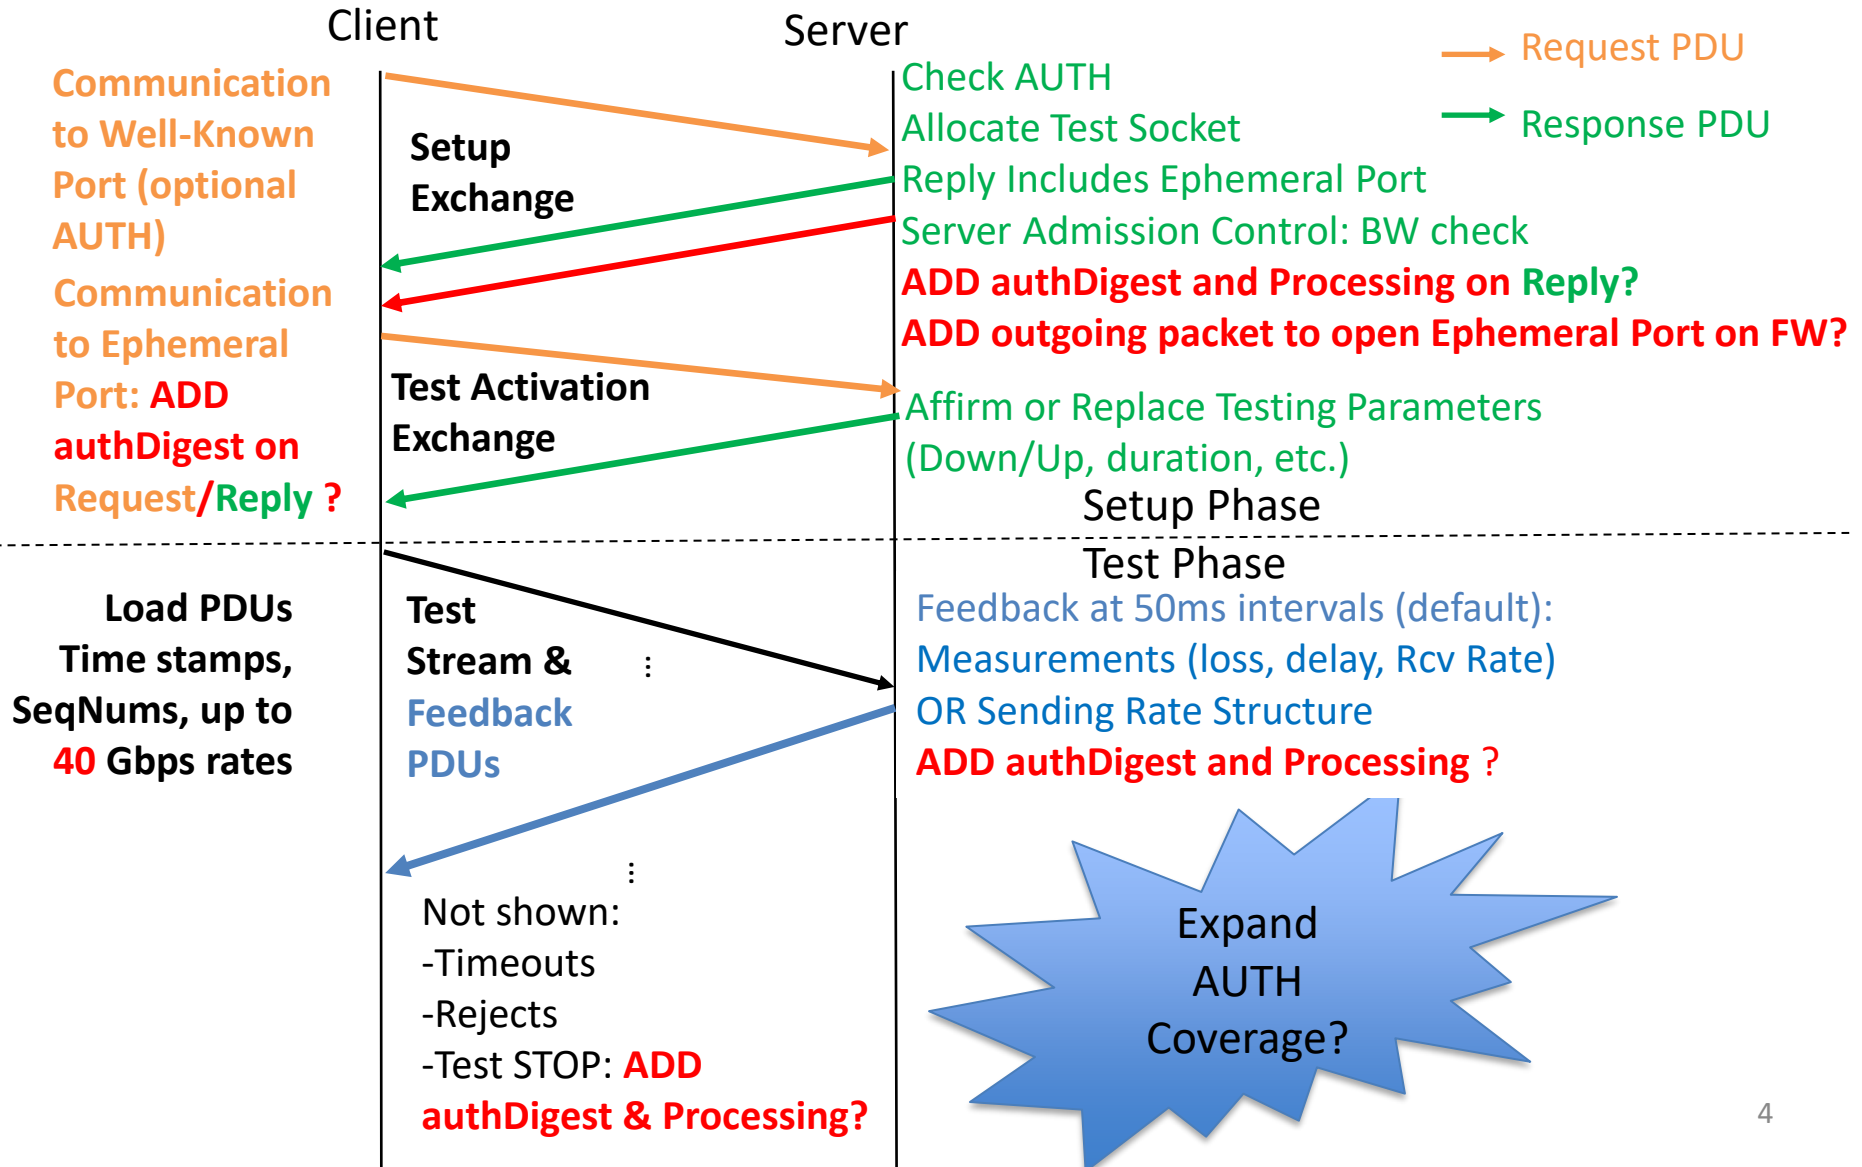 Client
Server
Request PDU
Response PDU
Communication
to Well-Known
Port (optional
AUTH)
Communication
to Ephemeral
Port: ADD
authDigest on
Request/Reply ?
Setup
Exchange
Check AUTH
Allocate Test Socket
Reply Includes Ephemeral Port
Server Admission Control: BW check
ADD authDigest and Processing on Reply?
ADD outgoing packet to open Ephemeral Port on FW?
Test Activation
Exchange
Affirm or Replace Testing Parameters
(Down/Up, duration, etc.)
Setup Phase
Test Phase
Load PDUs
Time stamps,
SeqNums, up to
40 Gbps rates
Test
Stream &
Feedback
PDUs
...
Feedback at 50ms intervals (default):
Measurements (loss, delay, Rcv Rate)
OR Sending Rate Structure
ADD authDigest and Processing ?
...
Not shown:
-Timeouts
-Rejects
-Test STOP: ADD
authDigest & Processing?
Expand
AUTH
Coverage?
4